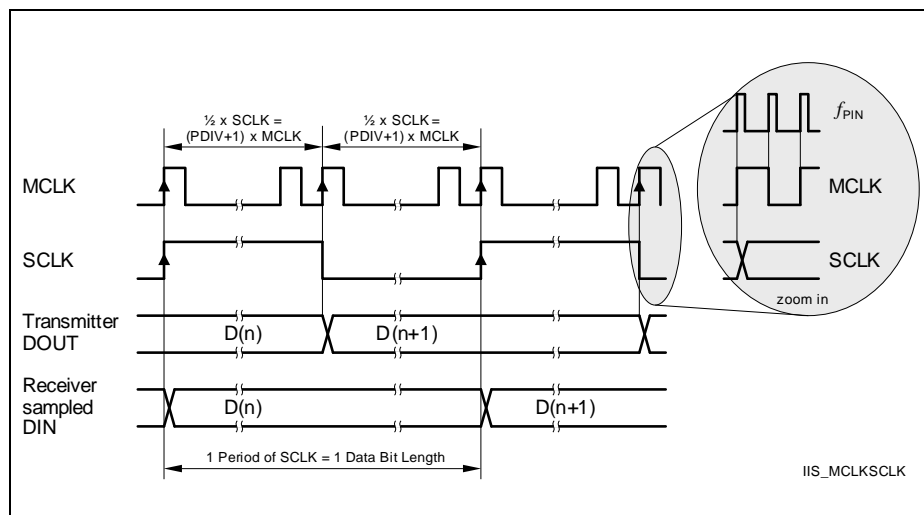 ½ x SCLK =
(PDIV+1) x MCLK
½ x SCLK =
(PDIV+1) x MCLK
MCLK
SCLK
Transmitter
DOUT
D(n)
D(n+1)
Receiver
sampled
DIN
D(n)
D(n+1)
1 Period of SCLK = 1 Data Bit Length
fPIN
MCLK
SCLK
zoom in
IIS_MCLKSCLK